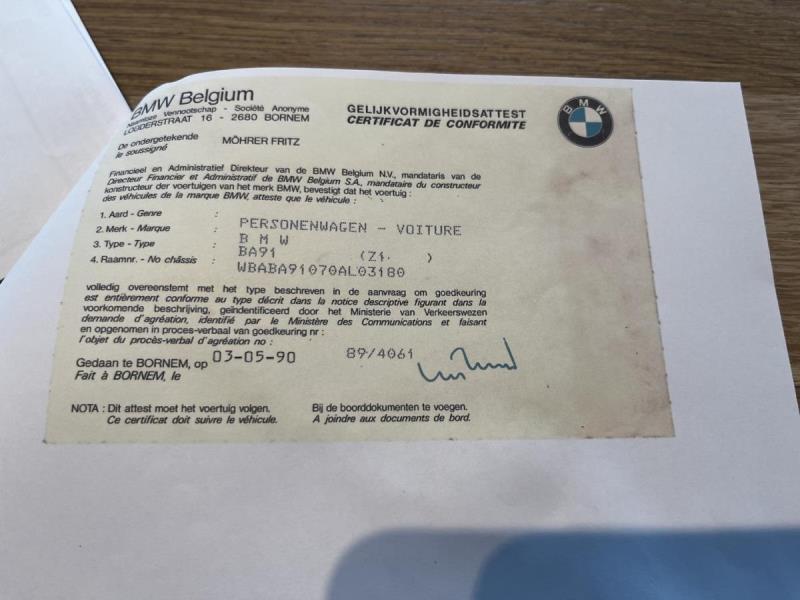 BMW Belgium
Naamloze Vennootschap - Société Anonyme
LODDERSTRAAT 16 - 2680 BORNEM
GELIJKVORMIGHEIDSATTEST
CERTIFICAT DE CONFORMITE
BMW
De ondergetekende
le soussigné
MÖHRER FRITZ
Financieel en Administratief Direkteur van de BMW Belgium N.V., mandataris van de
Directeur Financier et Administratif de BMW Belgium S.A., mandataire du constructeur
konstructeur der voertuigen van het merk BMW, bevestigt dat het voertuig :
des véhicules de la marque BMW, atteste que le véhicule :
1. Aard - Genre : PERSONENWAGEN - VOITURE
2. Merk - Marque : B M W
3. Type - Type : BA91 (Z1. )
4. Raamnr. - No châssis : WBABA91070AL03180
volledig overeenstemt met het type beschreven in de aanvraag om goedkeuring
est entièrement conforme au type décrit dans la notice descriptive figurant dans la
voorkomende beschrijving, geïndentificeerd door het Ministerie van Verkeerswezen
demande d'agréation, identifié par le Ministère des Communications et faisant
en opgenomen in proces-verbaal van goedkeuring nr :
l'objet du procès-verbal d'agréation no :
Gedaan te BORNEM, op 03-05-90 89/4061
Fait à BORNEM, le
NOTA : Dit attest moet het voertuig volgen. Bij de boorddokumenten te voegen.
Ce certificat doit suivre le véhicule. A joindre aux documents de bord.